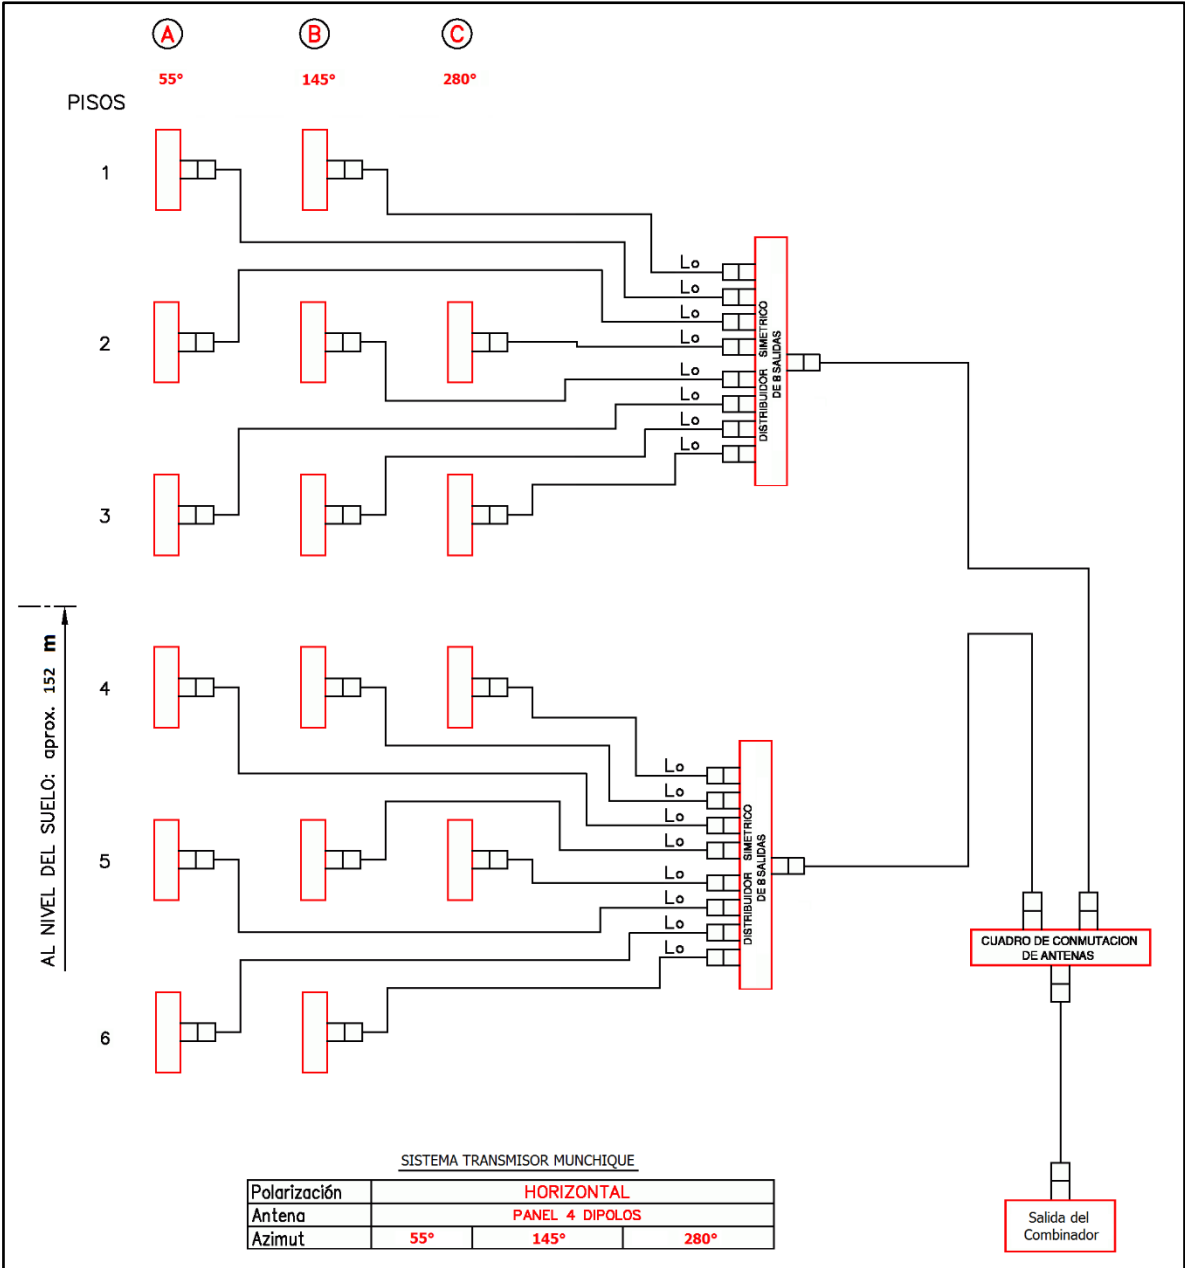 A B C
55° 145° 280°
PISOS
1
2
3
4
5
6
Lo
Lo
Lo
Lo
Lo
Lo
Lo
Lo
DISTRIBUIDOR SIMETRICO
DE 8 SALIDAS
AL NIVEL DEL SUELO: aprox. 152 m
Lo
Lo
Lo
Lo
Lo
Lo
Lo
Lo
DISTRIBUIDOR SIMETRICO
DE 8 SALIDAS
CUADRO DE CONMUTACION
DE ANTENAS
Salida del
Combinador
SISTEMA TRANSMISOR MUNCHIQUE
Polarización HORIZONTAL
Antena PANEL 4 DIPOLOS
Azimut 55° 145° 280°